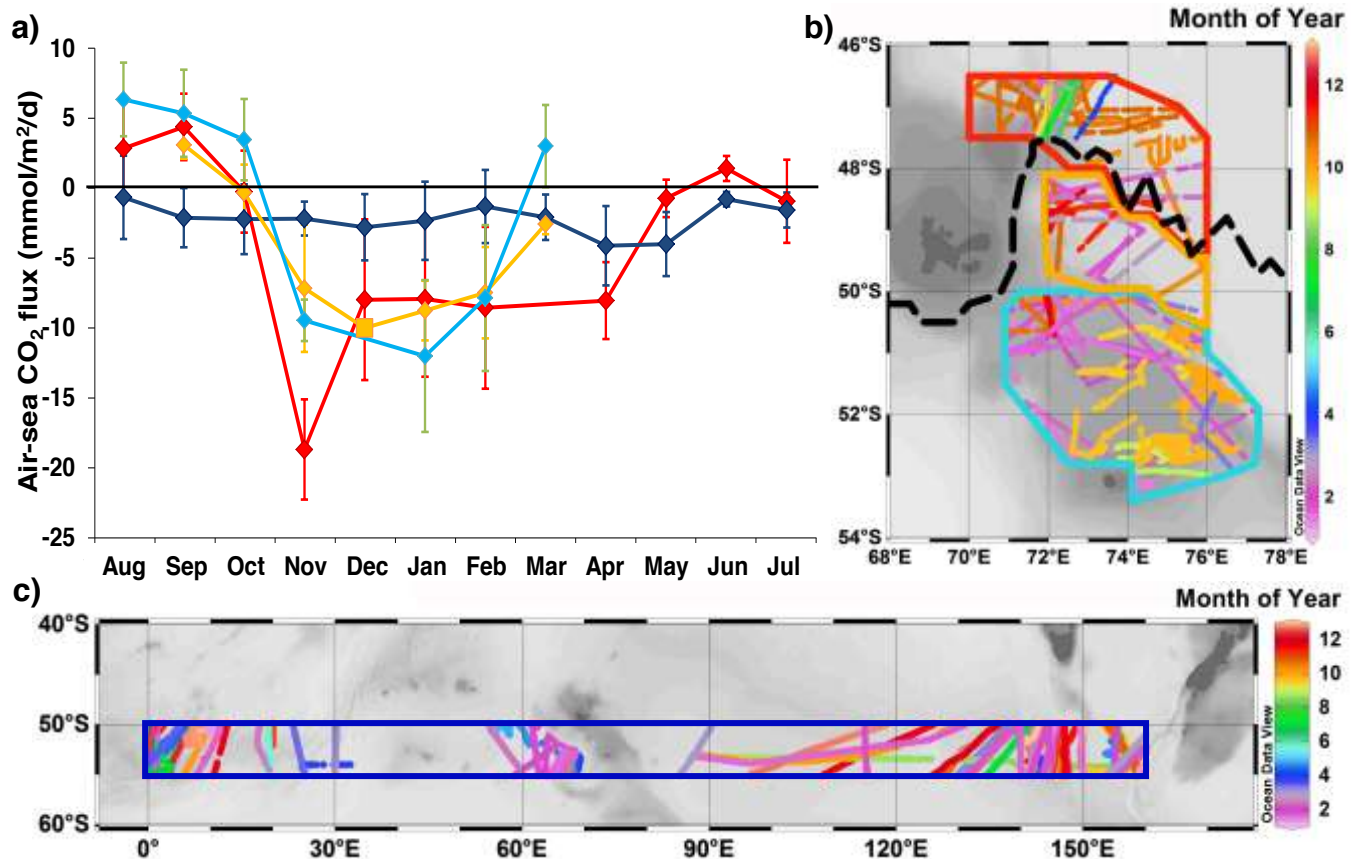 a)
Air-sea CO₂ flux (mmol/m²/d)
10
5
0
-5
-10
-15
-20
-25
Aug Sep Oct Nov Dec Jan Feb Mar Apr May Jun Jul
b)
Month of Year
46°S
48°S
50°S
52°S
54°S
68°E 70°E 72°E 74°E 76°E 78°E
Ocean Data View
12
10
8
6
4
2
c)
Month of Year
40°S
50°S
60°S
0° 30°E 60°E 90°E 120°E 150°E
Ocean Data View
12
10
8
6
4
2